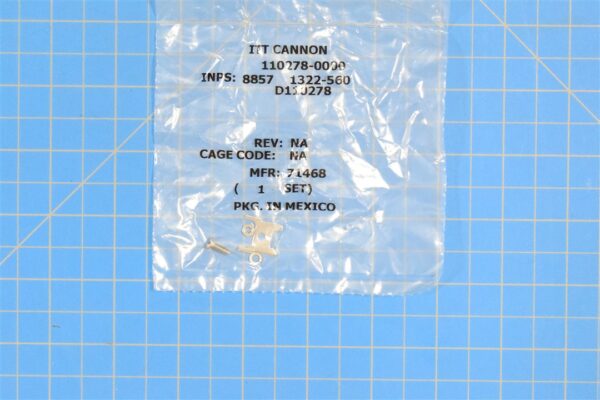 ITT CANNON
110278-0000
INPS: 8857 1322-560
D110278
REV: NA
CAGE CODE: NA
MFR: 71468
( 1 SET)
PKG. IN MEXICO